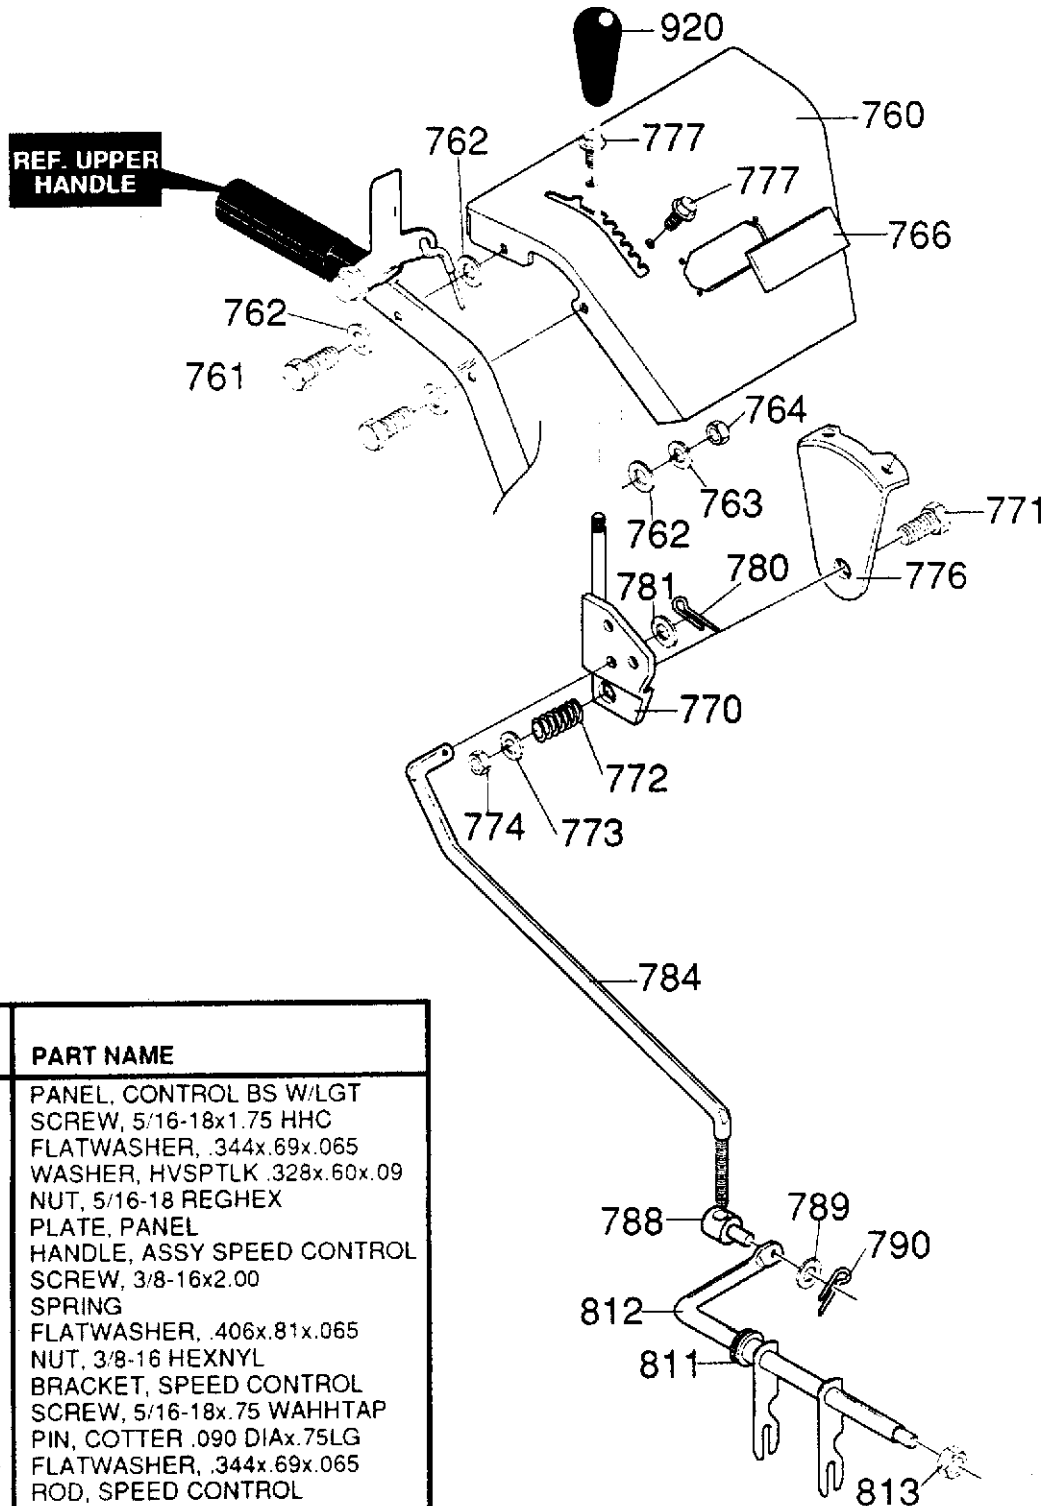 920
760
762
777
REF. UPPER
HANDLE
777
766
762
761
764
763
762
771
776
781
780
770
772
774
773
784
788
789
790
812
811
813
PART NAME
PANEL, CONTROL BS W/LGT
SCREW, 5/16-18x1.75 HHC
FLATWASHER, .344x.69x.065
WASHER, HVSPTLK .328x.60x.09
NUT, 5/16-18 REGHEX
PLATE, PANEL
HANDLE, ASSY SPEED CONTROL
SCREW, 3/8-16x2.00
SPRING
FLATWASHER, .406x.81x.065
NUT, 3/8-16 HEXNYL
BRACKET, SPEED CONTROL
SCREW, 5/16-18x.75 WAHHTAP
PIN, COTTER .090 DIAx.75LG
FLATWASHER, .344x.69x.065
ROD, SPEED CONTROL